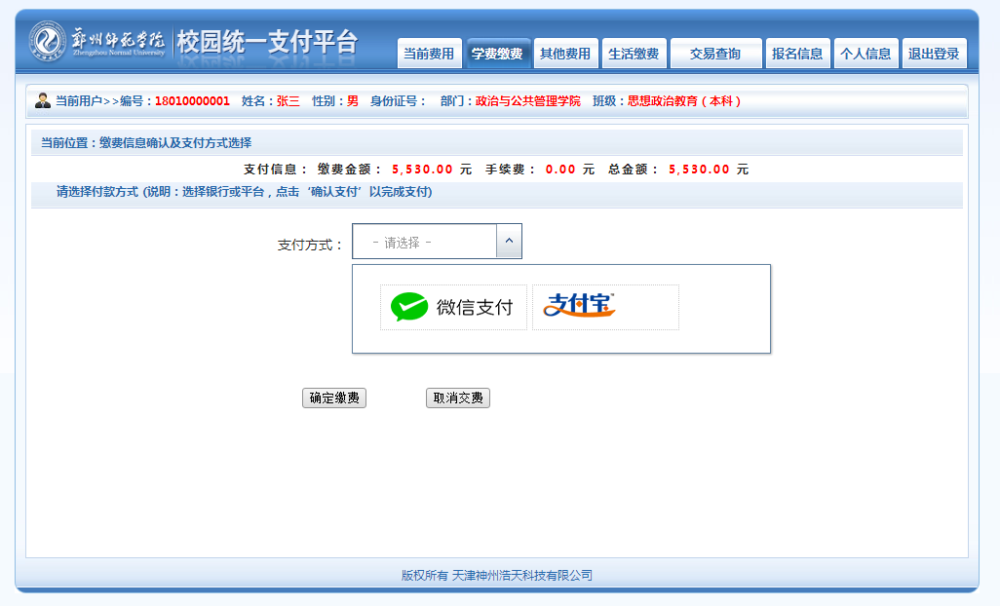 郑州师范学院
Zhengzhou Normal University
校园统一支付平台
当前费用 学费缴费 其他费用 生活缴费 交易查询 报名信息 个人信息 退出登录
当前用户>>编号：18010000001 姓名：张三 性别：男 身份证号： 部门：政治与公共管理学院 班级：思想政治教育（本科）
当前位置：缴费信息确认及支付方式选择
支付信息： 缴费金额： 5,530.00 元 手续费： 0.00 元 总金额： 5,530.00 元
请选择付款方式 (说明：选择银行或平台，点击‘确认支付’以完成支付)
支付方式： - 请选择 -
微信支付 支付宝
确定缴费 取消交费
版权所有 天津神州浩天科技有限公司